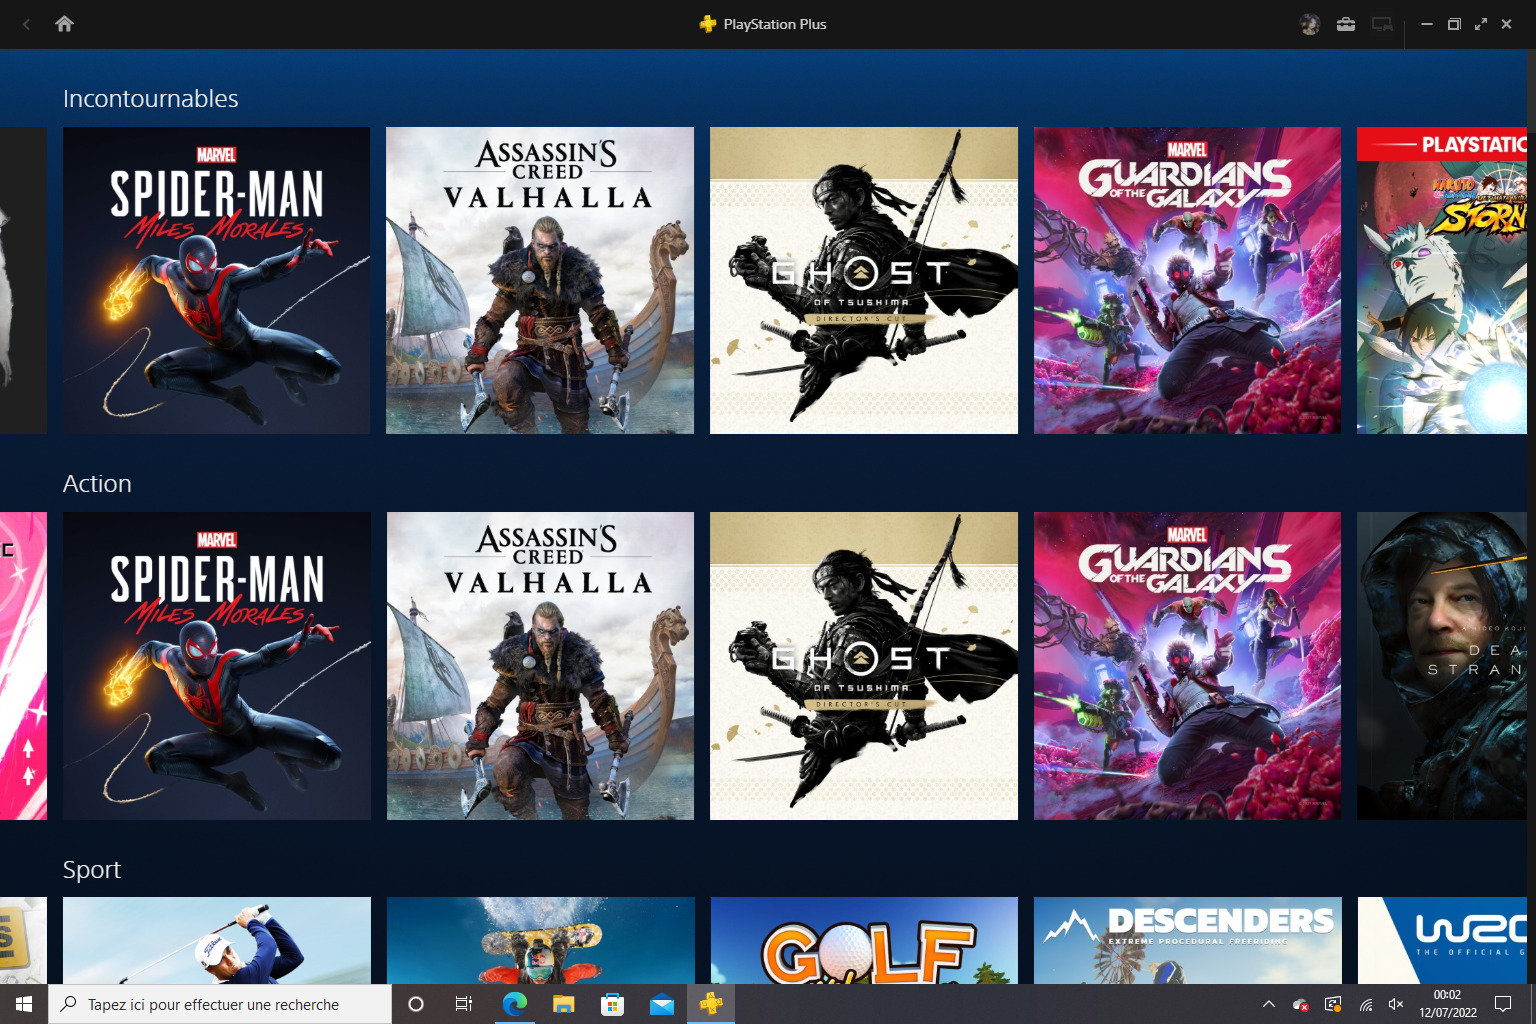 PlayStation Plus
Incontournables
MARVEL
SPIDER-MAN
MILES MORALES
ASSASSIN'S
CREED
VALHALLA
GHOST
OF TSUSHIMA
DIRECTOR'S CUT
MARVEL
GUARDIANS
OF THE
GALAXY
PLAYSTATIO
NARUTO
STORM
Action
MARVEL
SPIDER-MAN
MILES MORALES
ASSASSIN'S
CREED
VALHALLA
GHOST
OF TSUSHIMA
DIRECTOR'S CUT
MARVEL
GUARDIANS
OF THE
GALAXY
A HIDEO KOJI
DEA
STRAN
Sport
Titleist
GOLF
DESCENDERS
EXTREME PROCEDURAL FREERIDING
WRC
THE OFFICIAL G
Tapez ici pour effectuer une recherche
00:02
12/07/2022